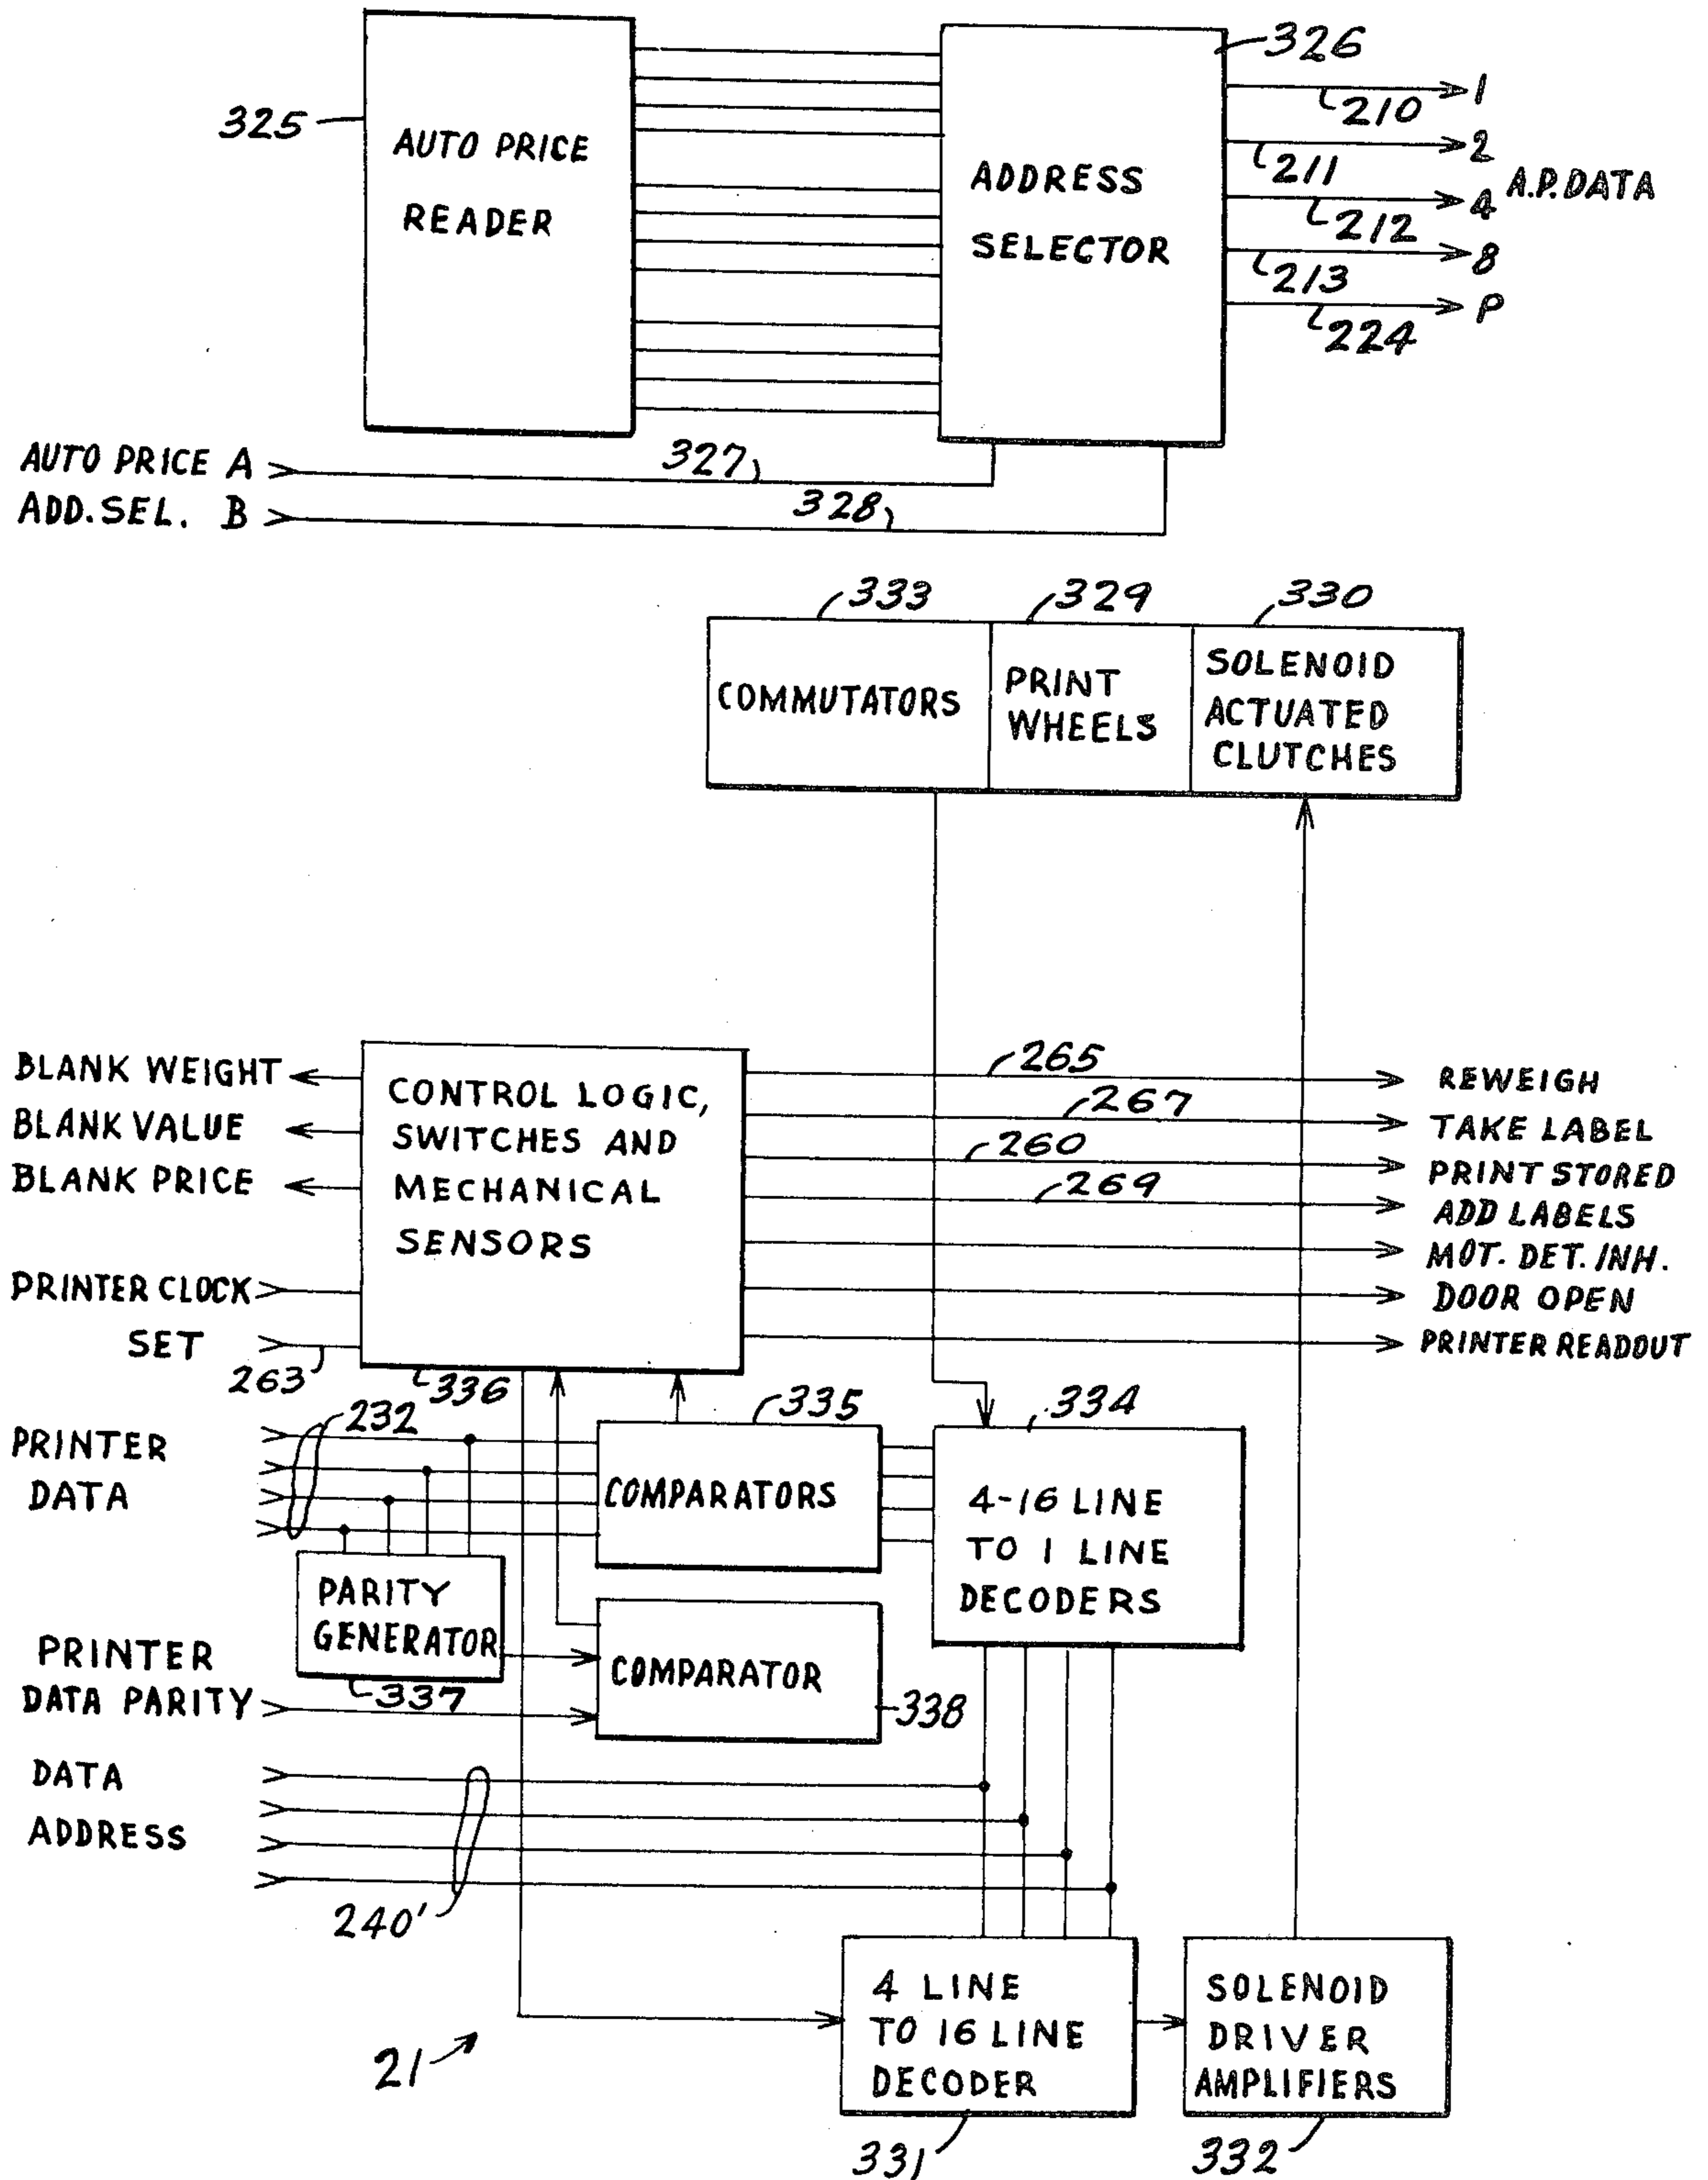 325
AUTO PRICE
READER
326
ADDRESS
SELECTOR
1
210
2
211
A.P.DATA
4
212
8
213
P
224
AUTO PRICE A
327
ADD.SEL. B
328
333
329
330
COMMUTATORS
PRINT
WHEELS
SOLENOID
ACTUATED
CLUTCHES
BLANK WEIGHT
BLANK VALUE
BLANK PRICE
PRINTER CLOCK
SET
263
CONTROL LOGIC,
SWITCHES AND
MECHANICAL
SENSORS
336
265
REWEIGH
267
TAKE LABEL
260
PRINT STORED
269
ADD LABELS
MOT. DET. INH.
DOOR OPEN
PRINTER READOUT
232
PRINTER
DATA
335
COMPARATORS
334
4-16 LINE
TO 1 LINE
DECODERS
PARITY
GENERATOR
337
PRINTER
DATA PARITY
COMPARATOR
338
DATA
ADDRESS
240'
21
4 LINE
TO 16 LINE
DECODER
331
SOLENOID
DRIVER
AMPLIFIERS
332